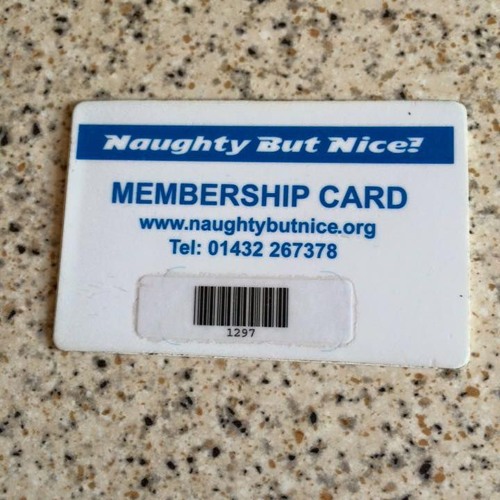 Naughty But Nice!
MEMBERSHIP CARD
www.naughtybutnice.org
Tel: 01432 267378
1297